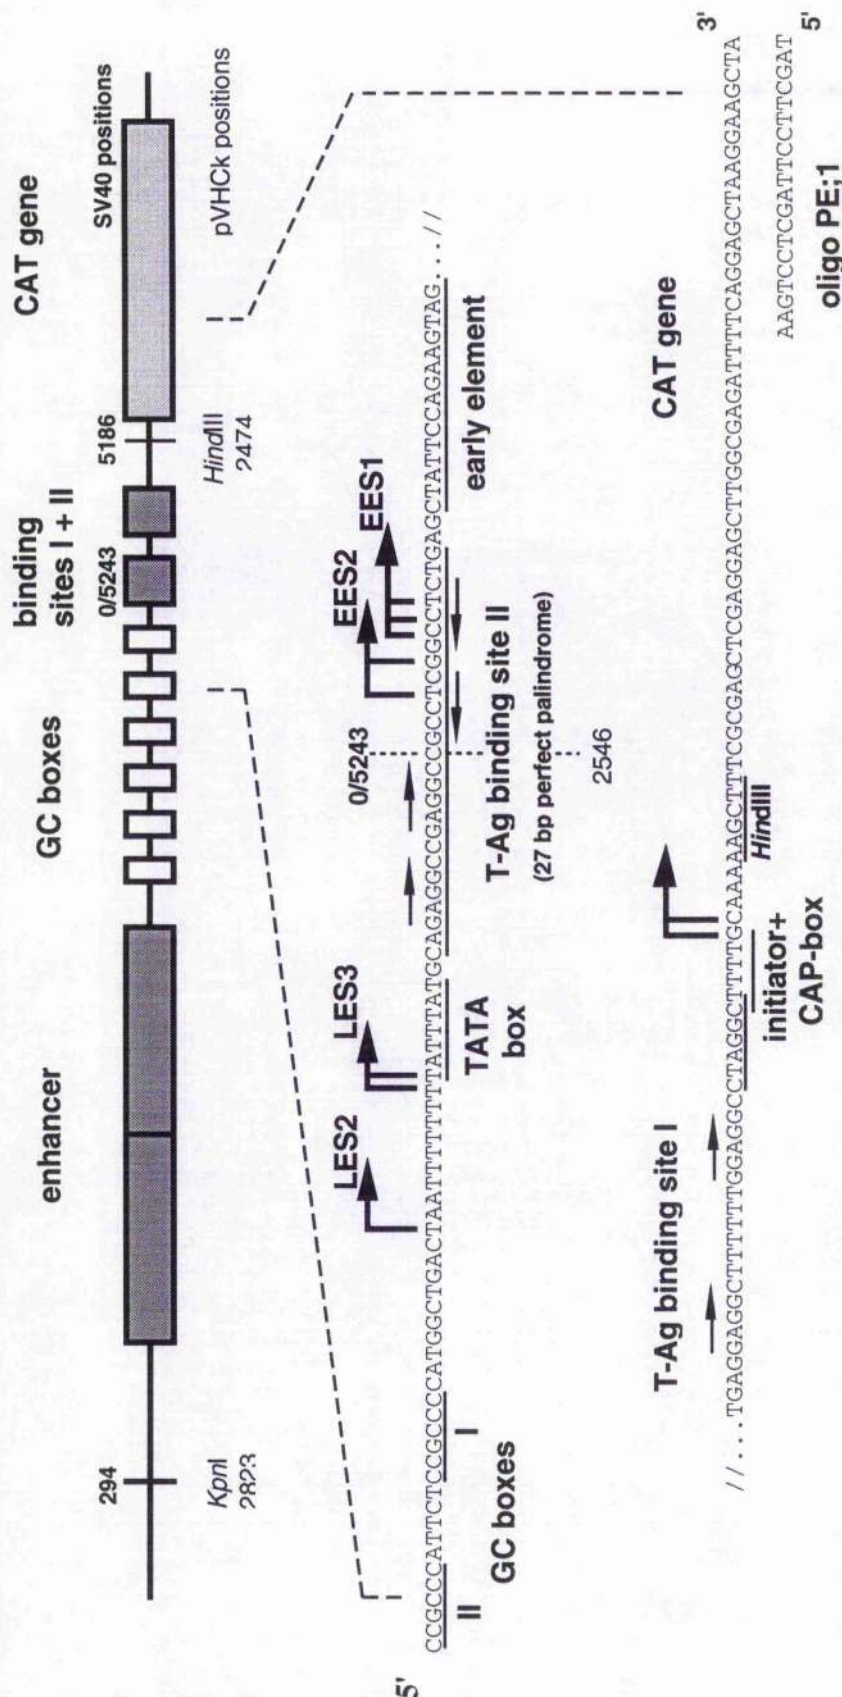 enhancer
GC boxes
binding
sites I + II
CAT gene
294
0/5243
5186
SV40 positions
KpnI
2823
HindIII
2474
pVHCk positions
LES2
LES3
0/5243
EES2
EES1
5'
CCGCCCATTCTCCGCCCCATGGCTGACTAATTTTTTTTATTTATGCAGAGGCCGAGGCCGCCTCGGCCTCTGAGCTATTCCAGAAGTAG...//
II
I
GC boxes
TATA
box
T-Ag binding site II
(27 bp perfect palindrome)
2546
early element
T-Ag binding site I
CAT gene
3'
//....TGAGGAGGCTTTTTTGGAGGCCTAGGCTTTTGCAAAAAGCTTTCGCGAGCTCGAGGAGCTTGGCGAGATTTTCAGGAGCTAAGGAAGCTA
initiator+
CAP-box
HindIII
AAGTCCTCGATTCCTTCGAT
5'
oligo PE;1